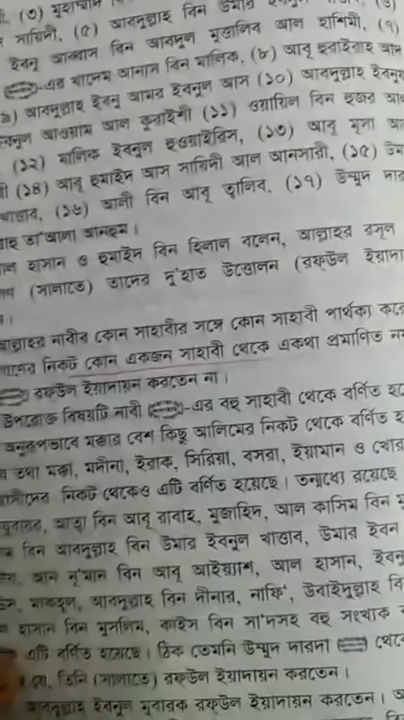 (৩) মুহাম্মাদ বিন
সায়িদী, (৫) আবদুল্লাহ বিন উমার
ইবনু আব্বাস বিন আবদুল মুত্তালিব আল হাশিমী, (৭)
-এর খাদেম আনাস বিন মালিক, (৮) আবূ হুরাইরাহ আদ
আবদুল্লাহ ইবনু আমর ইবনুল আস (১০) আবদুল্লাহ ইবনুয
আওয়াম আল কুরাইশী (১১) ওয়ায়িল বিন হুজর আল
(১২) মালিক ইবনুল হুওয়াইরিস, (১৩) আবূ মূসা আ
(১৪) আবূ হুমাইদ আস সায়িদী আল আনসারী, (১৫) উম
খাত্তাব, (১৬) আলী বিন আবূ ত্বালিব, (১৭) উম্মুদ দার
তা'আলা আনহুম।
হাসান ও হুমাইদ বিন হিলাল বলেন, আল্লাহর রসূল
(সালাতে) তাদের দু'হাত উত্তোলন (রফউল ইয়াদা
আল্লাহর নাবীর কোন সাহাবীর সঙ্গে কোন সাহাবী পার্থক্য করে
নিকট কোন একজন সাহাবী থেকে একথা প্রমাণিত নয়
রফউল ইয়াদায়ন করতেন না।
উপরোক্ত বিষয়টি নাবী -এর বহু সাহাবী থেকে বর্ণিত হ
অনুরূপভাবে মক্কার বেশ কিছু আলিমের নিকট থেকে বর্ণিত হ
তথা মক্কা, মদীনা, ইরাক, সিরিয়া, বসরা, ইয়ামান ও খোর
নিকট থেকেও এটি বর্ণিত হয়েছে। তন্মধ্যে রয়েছে
যুবায়র, আত্বা বিন আবূ রাবাহ, মুজাহিদ, আল কাসিম বিন মু
বিন আবদুল্লাহ বিন উমার ইবনুল খাত্তাব, উমার ইবন
আন নু'মান বিন আবূ আইয়্যাশ, আল হাসান, ইবনু
মাকহূল, আবদুল্লাহ বিন দীনার, নাফি', উবাইদুল্লাহ বি
হাসান বিন মুসলিম, কাইস বিন সা'দসহ বহু সংখ্যক
এটি বর্ণিত হয়েছে। ঠিক তেমনি উম্মুদ দারদা থেকে
যে, তিনি (সালাতে) রফউল ইয়াদায়ন করতেন।
আবদুল্লাহ ইবনুল মুবারক রফউল ইয়াদায়ন করতেন।